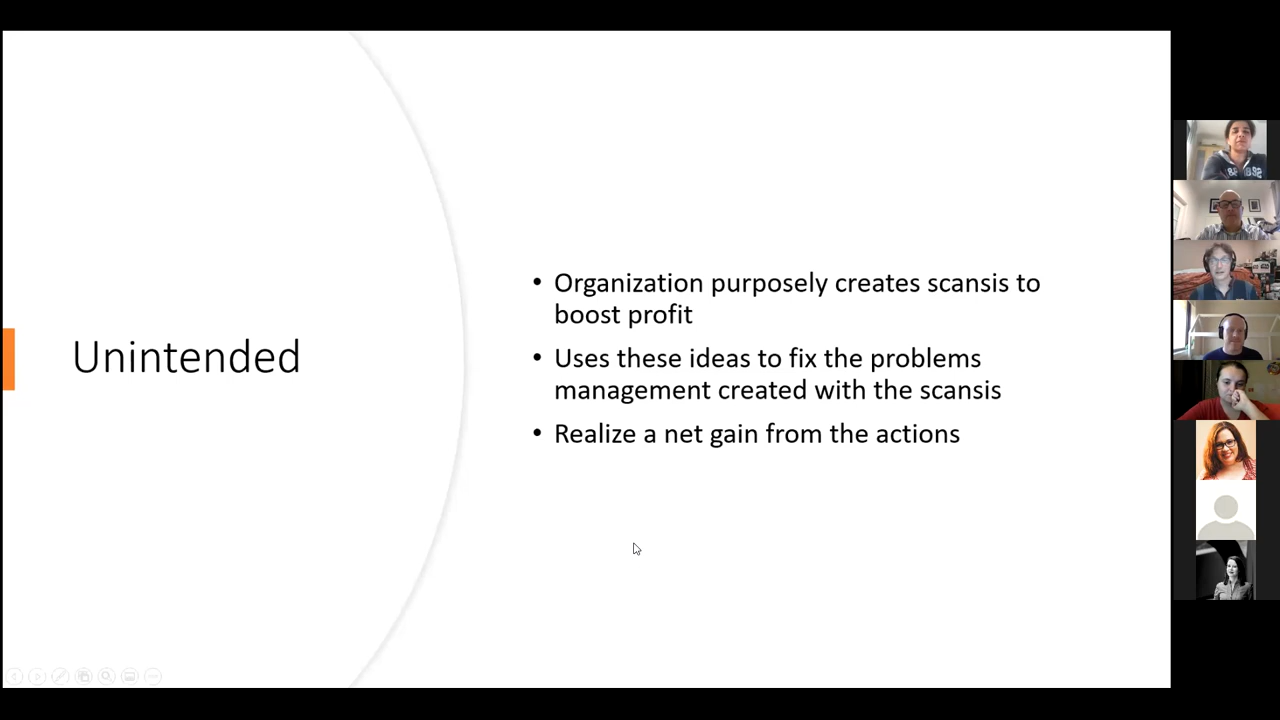 Unintended
• Organization purposely creates scansis to
boost profit
• Uses these ideas to fix the problems
management created with the scansis
• Realize a net gain from the actions